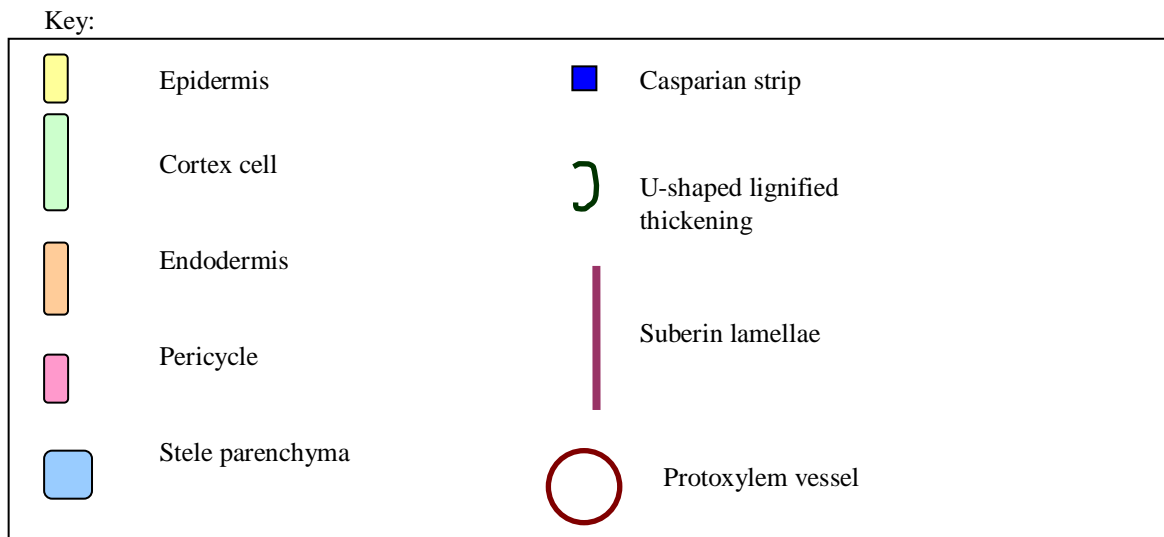 Key:
Epidermis
Cortex cell
Endodermis
Pericycle
Stele parenchyma
Casparian strip
U-shaped lignified
thickening
Suberin lamellae
Protoxylem vessel